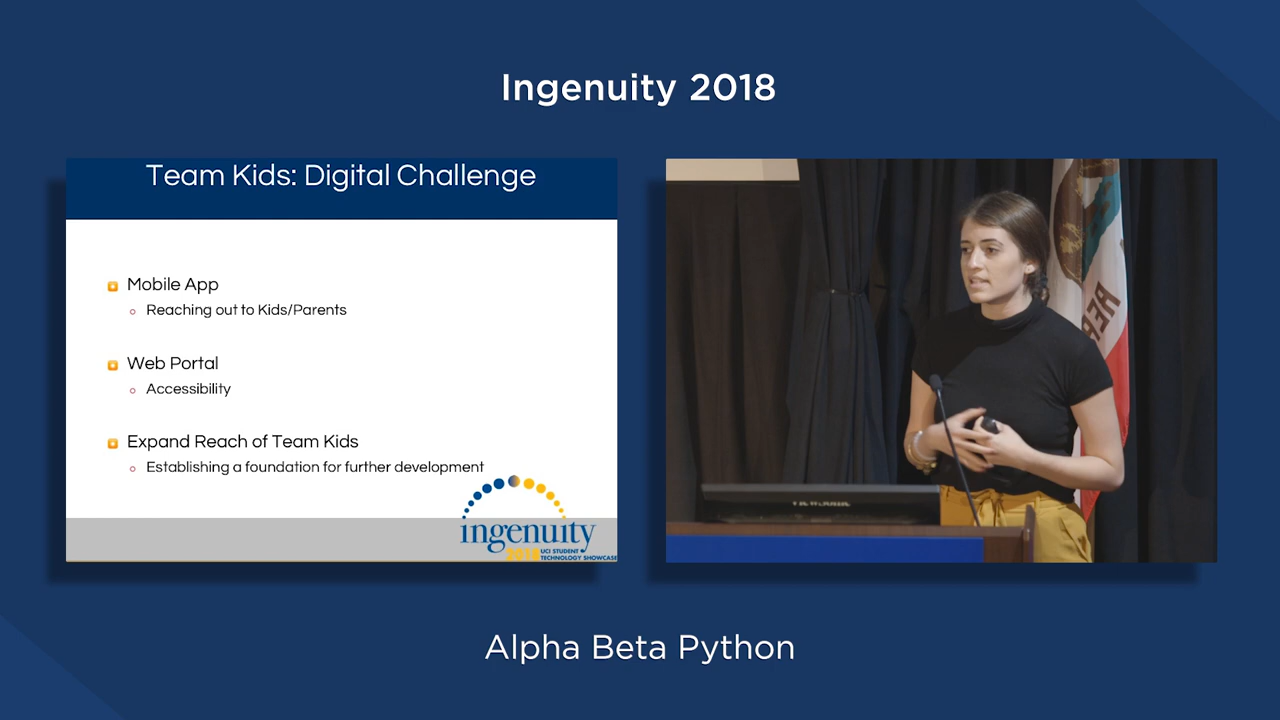 Ingenuity 2018
Team Kids: Digital Challenge
Mobile App
Reaching out to Kids/Parents
Web Portal
Accessibility
Expand Reach of Team Kids
Establishing a foundation for further development
ingenuity
2018 UCI STUDENT
TECHNOLOGY SHOWCASE
Alpha Beta Python